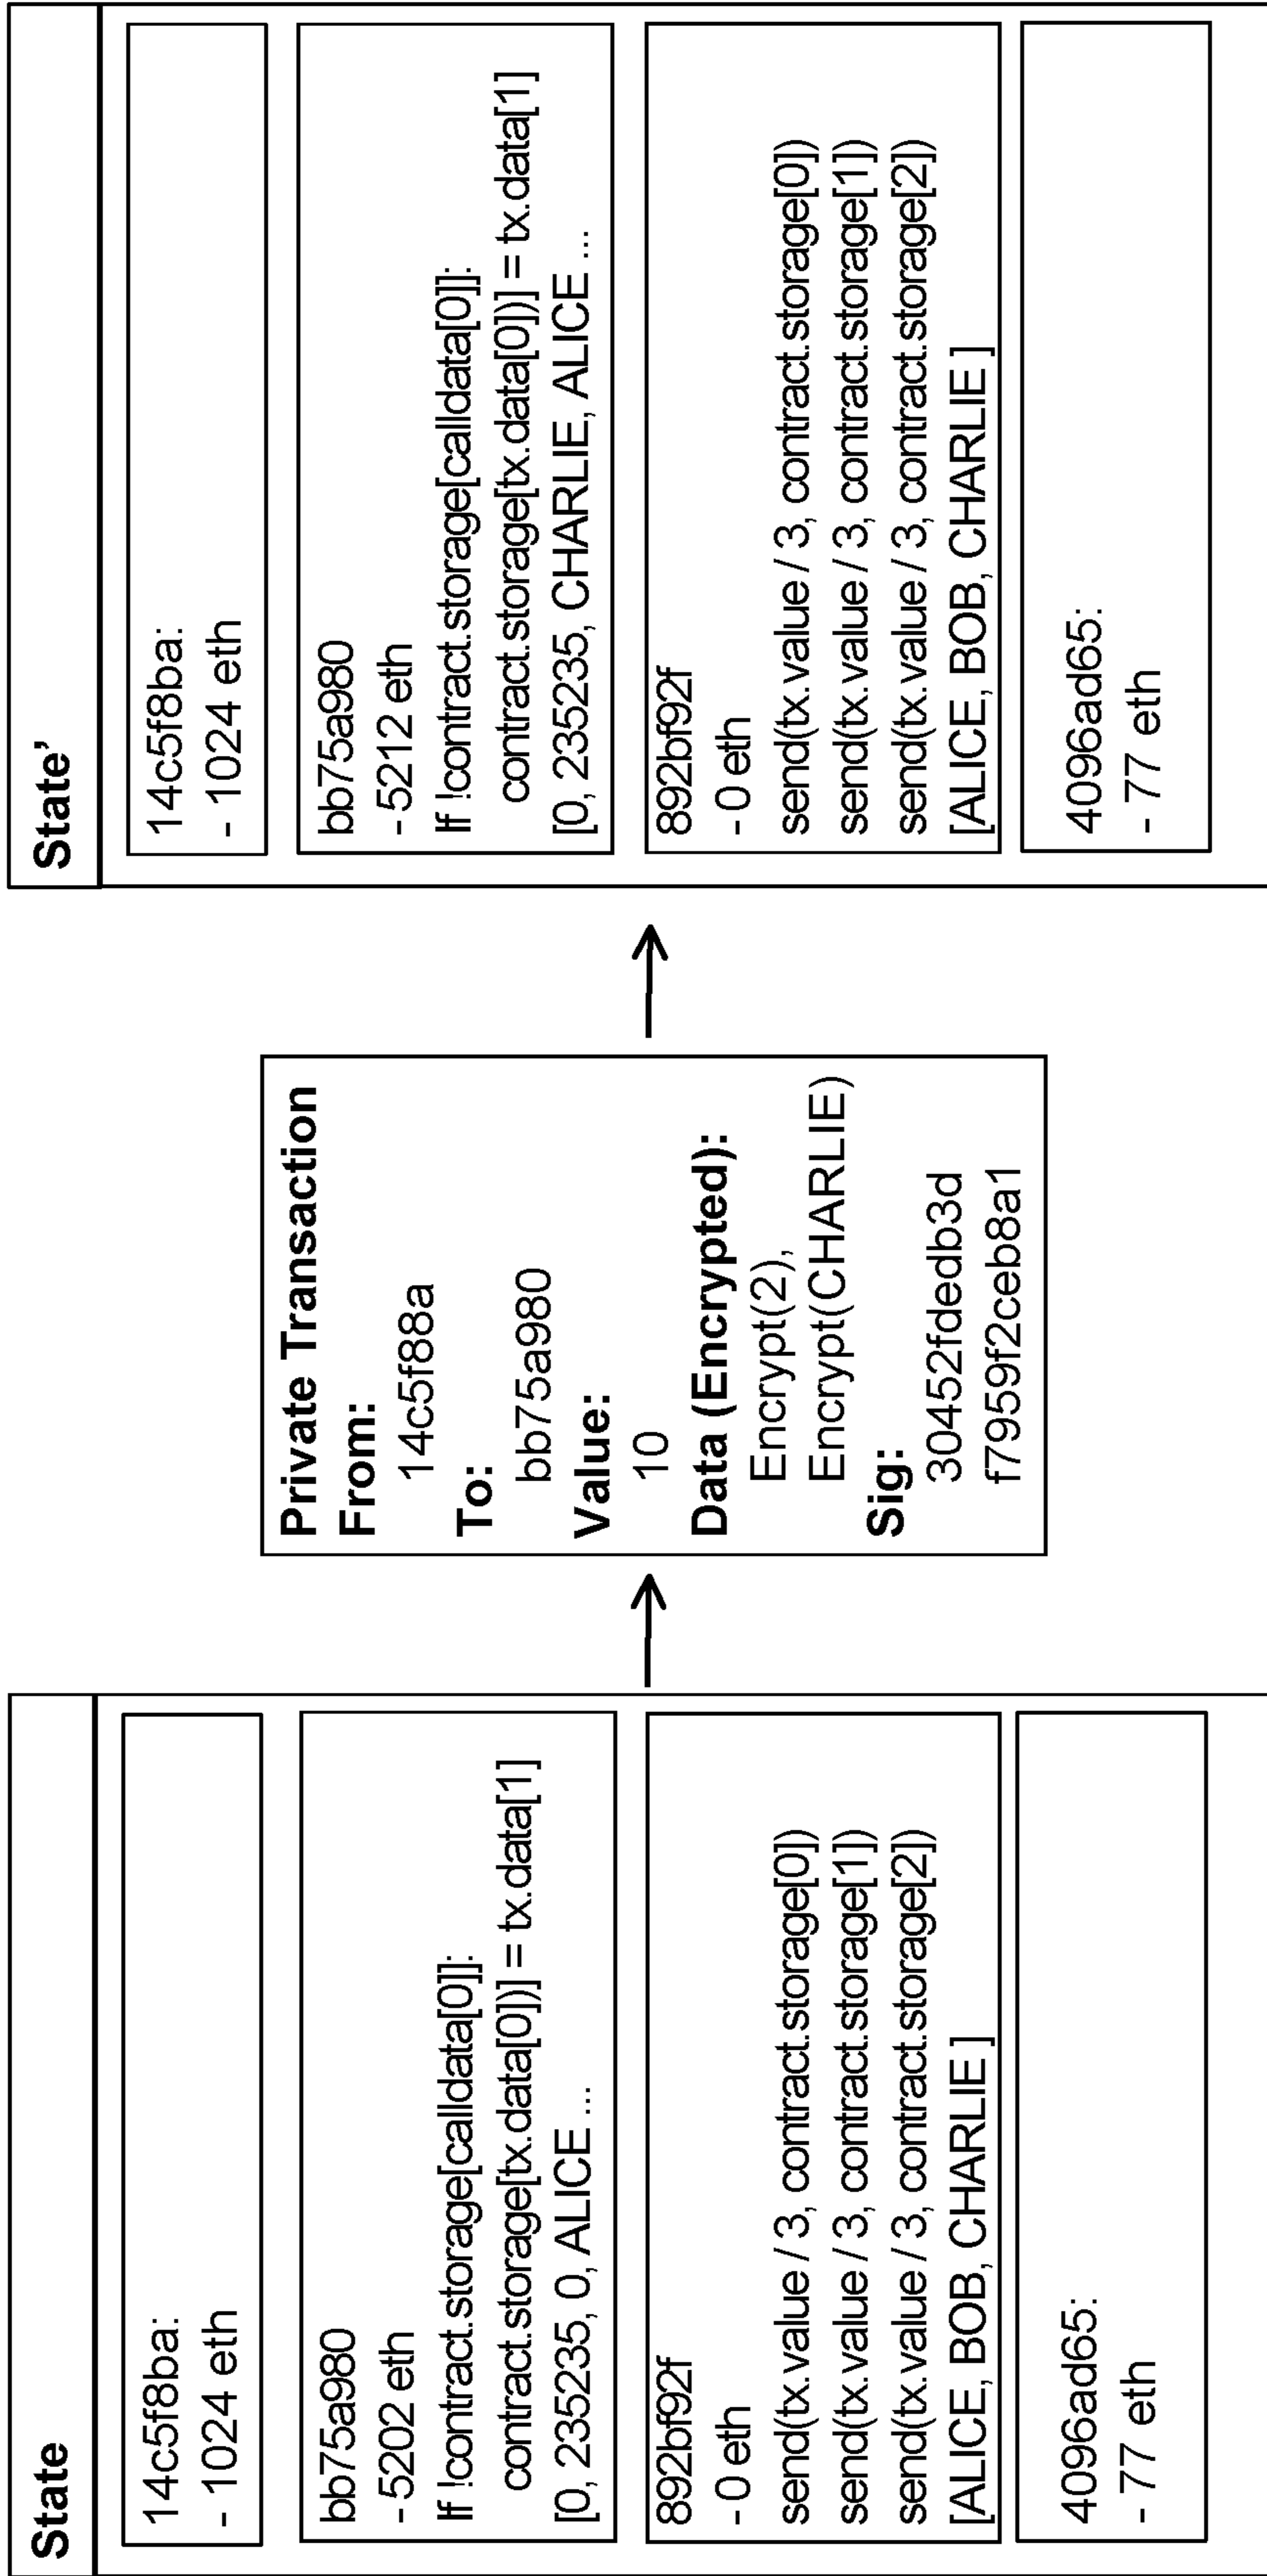 State
14c5f8ba:
- 1024 eth
bb75a980
- 5202 eth
If !contract.storage[calldata[0]]:
contract.storage[tx.data[0])] = tx.data[1]
[0, 235235, 0, ALICE ...
892bf92f
- 0 eth
send(tx.value / 3, contract.storage[0])
send(tx.value / 3, contract.storage[1])
send(tx.value / 3, contract.storage[2])
[ALICE, BOB, CHARLIE ]
4096ad65:
- 77 eth
Private Transaction
From:
14c5f88a
To:
bb75a980
Value:
10
Data (Encrypted):
Encrypt(2),
Encrypt(CHARLIE)
Sig:
30452fdedb3d
f7959f2ceb8a1
State’
14c5f8ba:
- 1024 eth
bb75a980
- 5212 eth
If !contract.storage[calldata[0]]:
contract.storage[tx.data[0])] = tx.data[1]
[0, 235235, CHARLIE, ALICE ...
892bf92f
- 0 eth
send(tx.value / 3, contract.storage[0])
send(tx.value / 3, contract.storage[1])
send(tx.value / 3, contract.storage[2])
[ALICE, BOB, CHARLIE ]
4096ad65:
- 77 eth